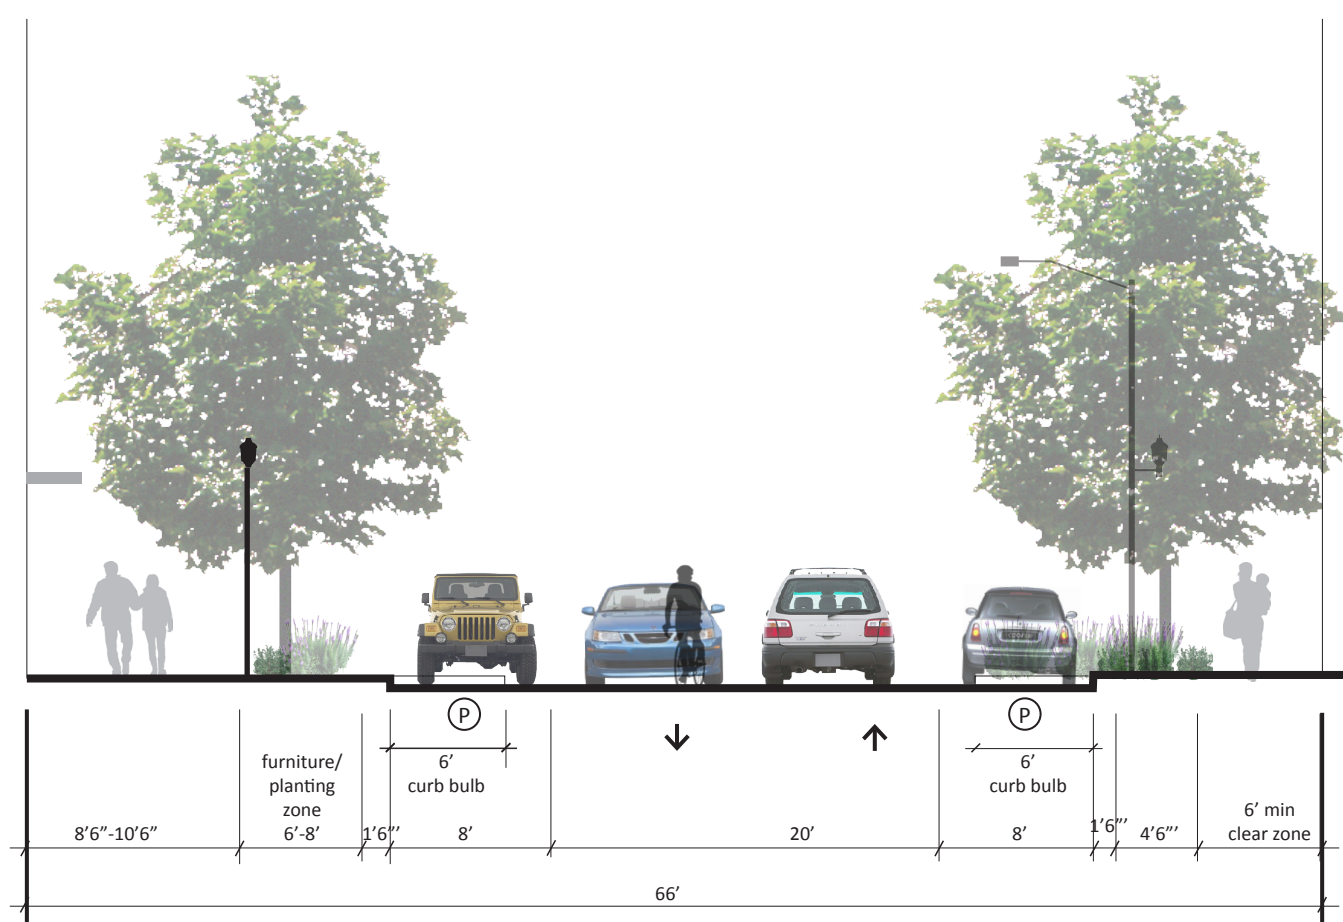 P
P
6’
curb bulb
6’
curb bulb
furniture/
planting
zone
6’-8’
8’6”-10’6”
1’6”’
8’
20’
8’
1’6”’
4’6”’
6’ min
clear zone
66’